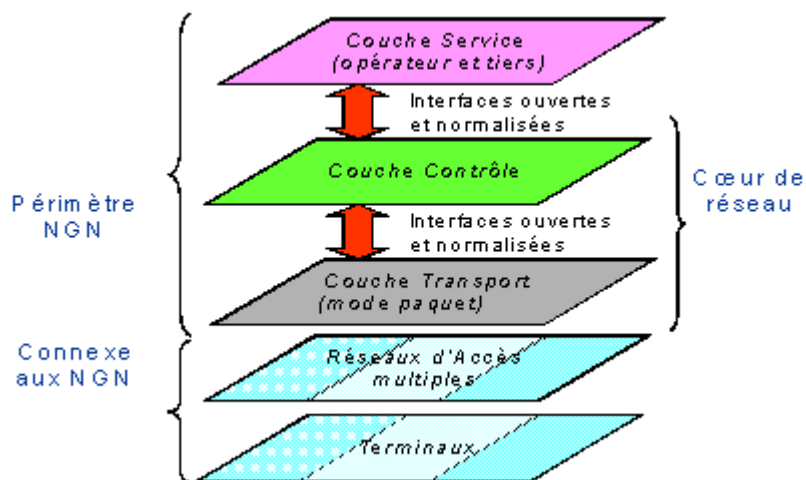 Couche Service
(opérateur et tiers)
Interfaces ouvertes
et normalisées
Couche Contrôle
Cœur de
réseau
Périmètre
NGN
Interfaces ouvertes
et normalisées
Couche Transport
(mode paquet)
Connexe
aux NGN
Réseaux d'Accès
multiples
Terminaux